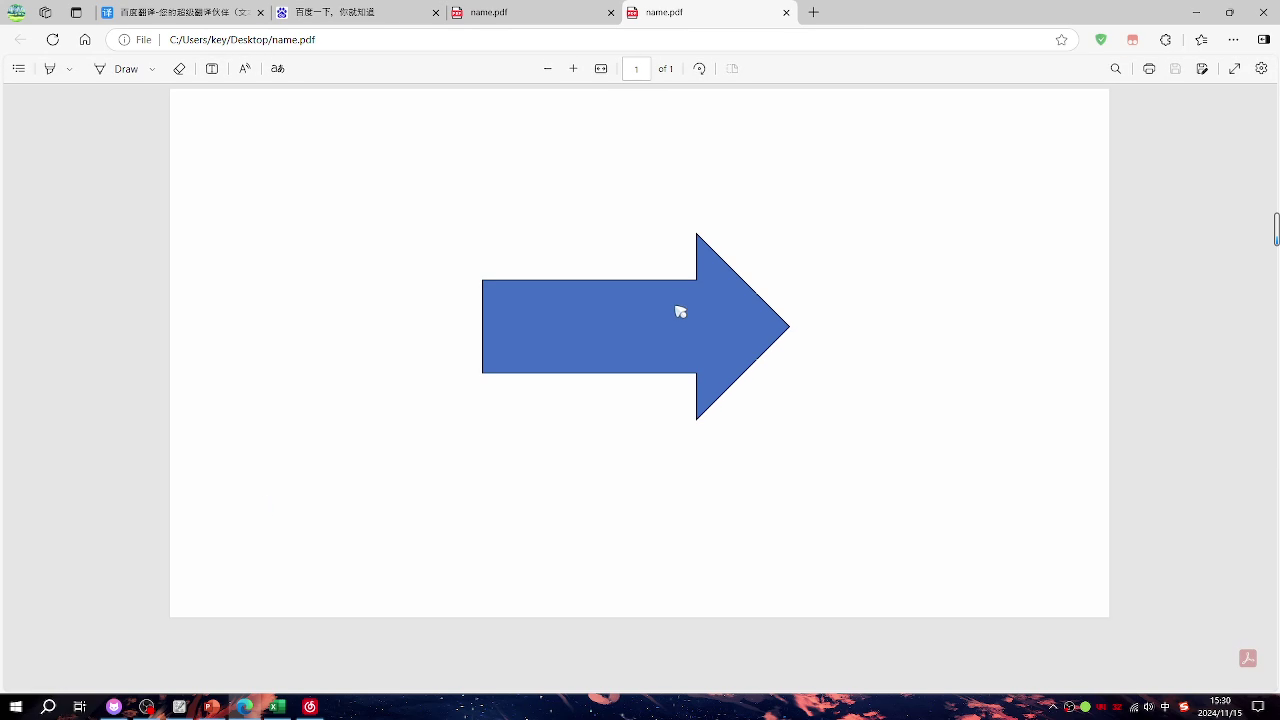 百度翻译-您的超级翻译伙伴（文
百度一下，你就知道
name.pdf
name.pdf
File
C:/Users/key/Desktop/name.pdf
Draw
1
of 1
15:30
中
2024/11/15